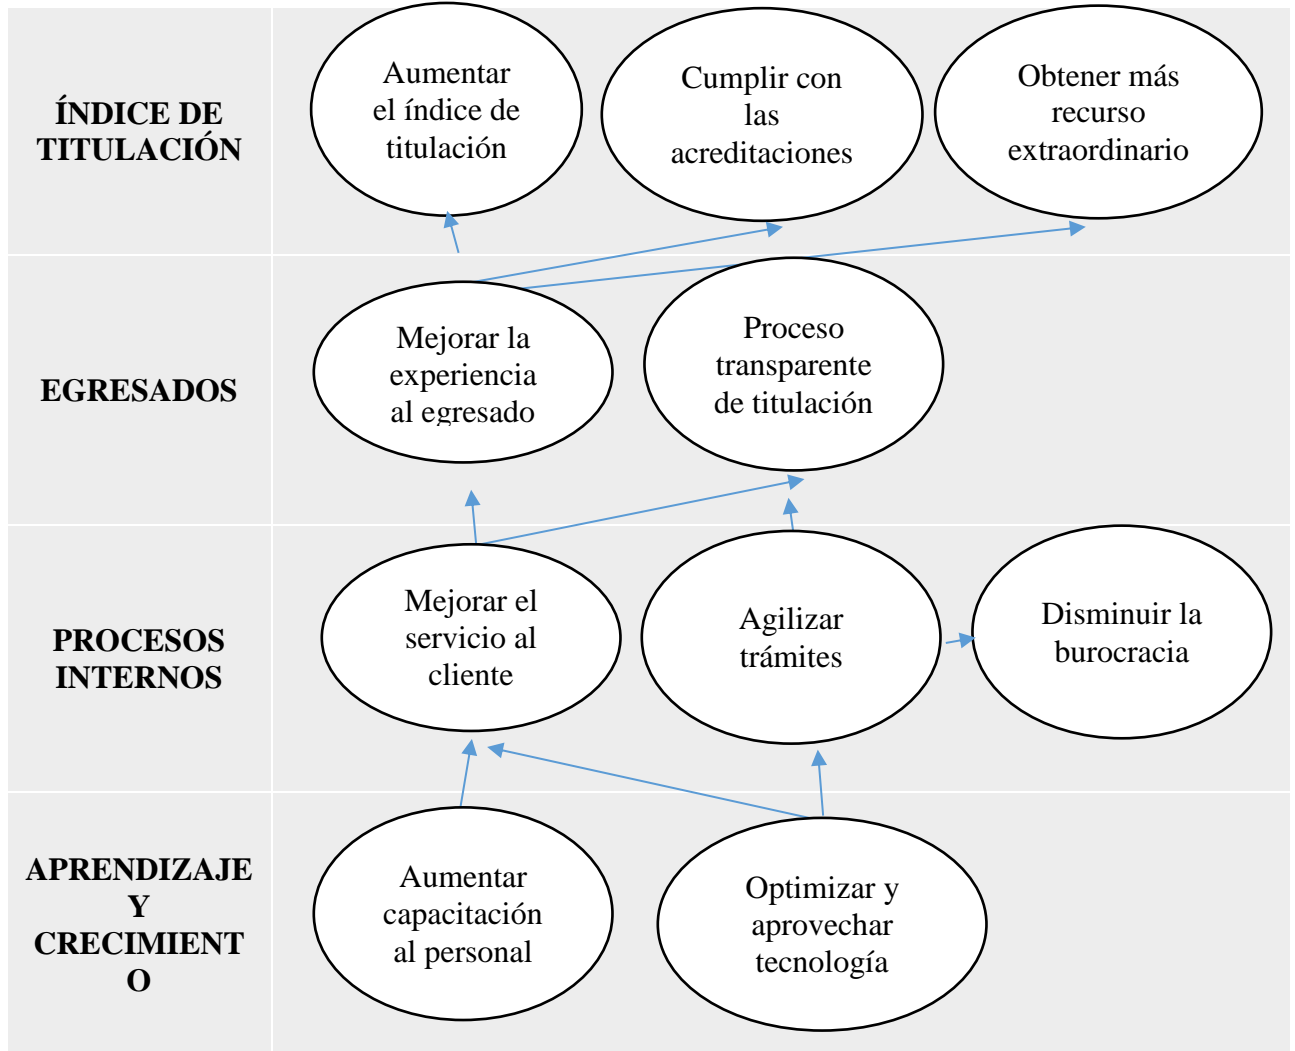 ÍNDICE DE
TITULACIÓN
Aumentar
el índice de
titulación
Cumplir con
las
acreditaciones
Obtener más
recurso
extraordinario
EGRESADOS
Mejorar la
experiencia
al egresado
Proceso
transparente
de titulación
PROCESOS
INTERNOS
Mejorar el
servicio al
cliente
Agilizar
trámites
Disminuir la
burocracia
APRENDIZAJE
Y
CRECIMIENT
O
Aumentar
capacitación
al personal
Optimizar y
aprovechar
tecnología